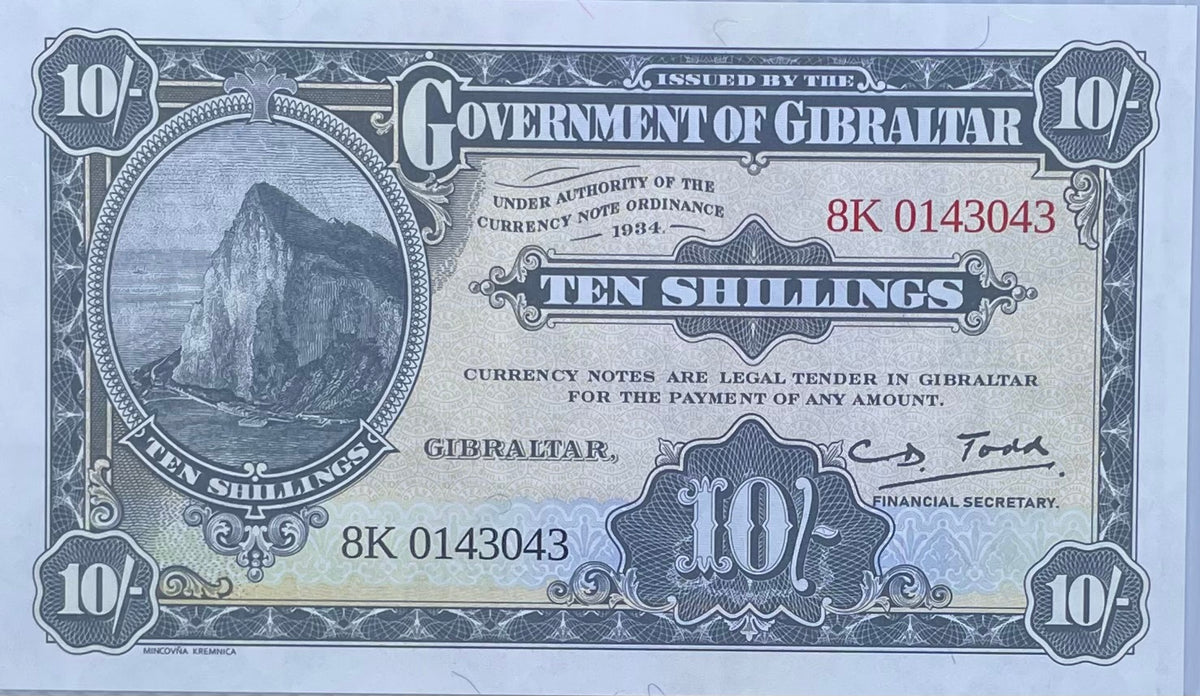 10/-
ISSUED BY THE
10/-
GOVERNMENT OF GIBRALTAR
UNDER AUTHORITY OF THE
CURRENCY NOTE ORDINANCE
1934.
8K 0143043
TEN SHILLINGS
CURRENCY NOTES ARE LEGAL TENDER IN GIBRALTAR
FOR THE PAYMENT OF ANY AMOUNT.
TEN SHILLINGS
GIBRALTAR,
C. D. Todd.
FINANCIAL SECRETARY.
8K 0143043
10/-
10/-
10/-
MINCOVŇA KREMNICA